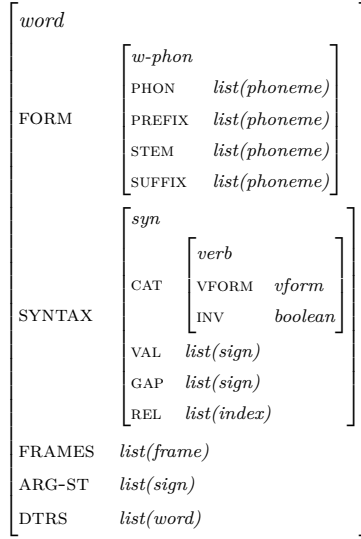 word
w-phon
PHON list(phoneme)
FORM PREFIX list(phoneme)
STEM list(phoneme)
SUFFIX list(phoneme)
syn
verb
CAT VFORM vform
INV boolean
SYNTAX
VAL list(sign)
GAP list(sign)
REL list(index)
FRAMES list(frame)
ARG-ST list(sign)
DTRS list(word)